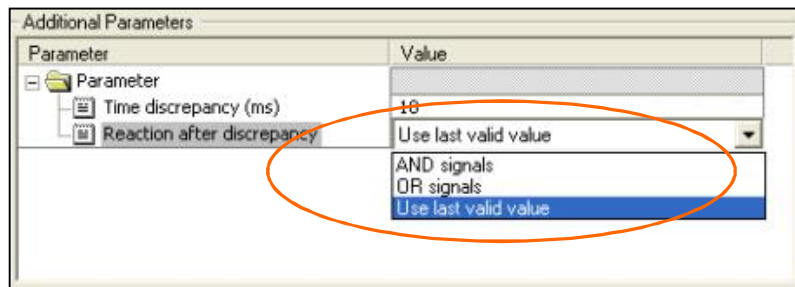 Additional Parameters
Parameter Value
Parameter
Time discrepancy (ms) 10
Reaction after discrepancy Use last valid value
AND signals
OR signals
Use last valid value